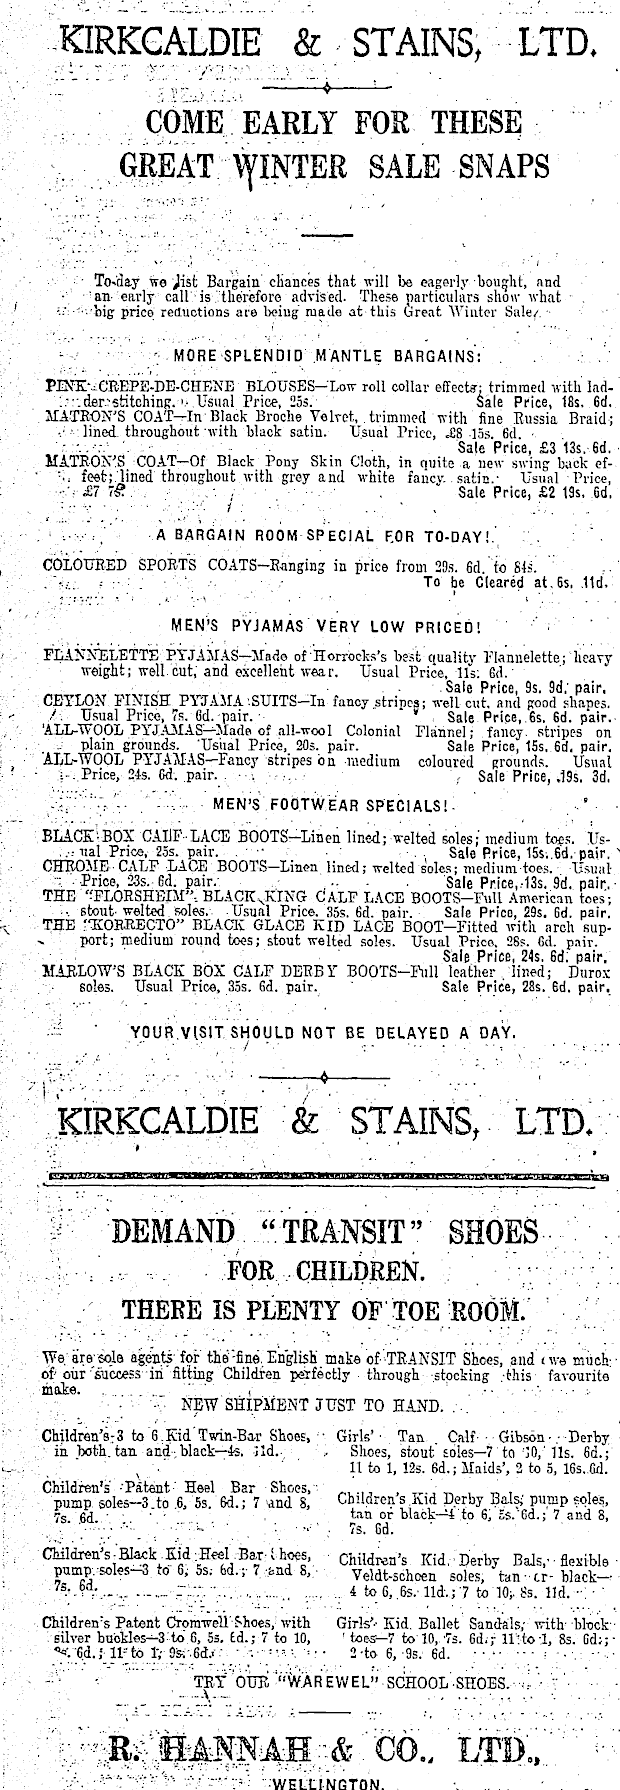 KIRKCALDIE & STAINS, LTD.
COME EARLY FOR THESE
GREAT WINTER SALE SNAPS
To-day we list Bargain chances that will be eagerly bought, and
an early call is therefore advised. These particulars show what
big price reductions are being made at this Great Winter Sale.
MORE SPLENDID MANTLE BARGAINS:
PINK CREPE-DE-CHENE BLOUSES—Low roll collar effects; trimmed with lad-
der stitching. Usual Price, 25s. Sale Price, 18s. 6d.
MATRON'S COAT—In Black Broche Velvet, trimmed with fine Russia Braid;
lined throughout with black satin. Usual Price, £8 15s. 6d.
Sale Price, £3 13s. 6d.
MATRON'S COAT—Of Black Pony Skin Cloth, in quite a new swing back ef-
fect; lined throughout with grey and white fancy satin. Usual Price,
£7 7s. Sale Price, £2 19s. 6d.
A BARGAIN ROOM SPECIAL FOR TO-DAY!
COLOURED SPORTS COATS—Ranging in price from 29s. 6d. to 84s.
To be Cleared at 6s. 11d.
MEN'S PYJAMAS VERY LOW PRICED!
FLANNELETTE PYJAMAS—Made of Horrocks's best quality Flannelette; heavy
weight; well cut, and excellent wear. Usual Price, 11s. 6d.
Sale Price, 9s. 9d. pair.
CEYLON FINISH PYJAMA SUITS—In fancy stripes; well cut, and good shapes.
Usual Price, 7s. 6d. pair. Sale Price, 6s. 6d. pair.
ALL-WOOL PYJAMAS—Made of all-wool Colonial Flannel; fancy stripes on
plain grounds. Usual Price, 20s. pair. Sale Price, 15s. 6d. pair.
ALL-WOOL PYJAMAS—Fancy stripes on medium coloured grounds. Usual
Price, 24s. 6d. pair. Sale Price, 19s. 3d.
MEN'S FOOTWEAR SPECIALS!
BLACK BOX CALF LACE BOOTS—Linen lined; welted soles; medium toes. Us-
ual Price, 25s. pair. Sale Price, 15s. 6d. pair.
CHROME CALF LACE BOOTS—Linen lined; welted soles; medium toes. Usual
Price, 23s. 6d. pair. Sale Price, 13s. 9d. pair.
THE "FLORSHEIM" BLACK KING CALF LACE BOOTS—Full American toes;
stout welted soles. Usual Price, 35s. 6d. pair. Sale Price, 29s. 6d. pair.
THE "KORRECTO" BLACK GLACE KID LACE BOOT—Fitted with arch sup-
port; medium round toes; stout welted soles. Usual Price, 26s. 6d. pair.
Sale Price, 24s. 6d. pair.
MARLOW'S BLACK BOX CALF DERBY BOOTS—Full leather lined; Durox
soles. Usual Price, 35s. 6d. pair. Sale Price, 28s. 6d. pair.
YOUR VISIT SHOULD NOT BE DELAYED A DAY.
KIRKCALDIE & STAINS, LTD.
DEMAND "TRANSIT" SHOES
FOR CHILDREN.
THERE IS PLENTY OF TOE ROOM.
We are sole agents for the fine English make of TRANSIT Shoes, and owe much
of our success in fitting Children perfectly through stocking this favourite
make.
NEW SHIPMENT JUST TO HAND.
Children's 3 to 6 Kid Twin-Bar Shoes,
in both tan and black—4s. 11d.
Children's Patent Heel Bar Shoes,
pump soles—3 to 6, 5s. 6d.; 7 and 8,
7s. 6d.
Children's Black Kid Heel Bar Shoes,
pump soles—3 to 6, 5s. 6d.; 7 and 8,
7s. 6d.
Children's Patent Cromwell Shoes, with
silver buckles—3 to 6, 5s. 6d.; 7 to 10,
6d.; 11 to 1, 9s. 6d.
Girls' Tan Calf Gibson Derby
Shoes, stout soles—7 to 10, 11s. 6d.;
11 to 1, 12s. 6d.; Maids', 2 to 5, 16s. 6d.
Children's Kid Derby Bals, pump soles,
tan or black—4 to 6, 5s. 6d.; 7 and 8,
7s. 6d.
Children's Kid Derby Bals, flexible
Veldt-schoen soles, tan or black—
4 to 6, 6s. 11d.; 7 to 10, 8s. 11d.
Girls' Kid Ballet Sandals, with block
toes—7 to 10, 7s. 6d.; 11 to 1, 8s. 6d.;
2 to 6, 9s. 6d.
TRY OUR "WAREWEL" SCHOOL SHOES.
R. HANNAH & CO., LTD.,
WELLINGTON.